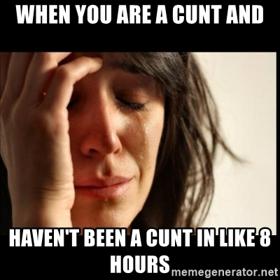 WHEN YOU ARE A CUNT AND
HAVEN'T BEEN A CUNT IN LIKE 8
HOURS
memegenerator.net